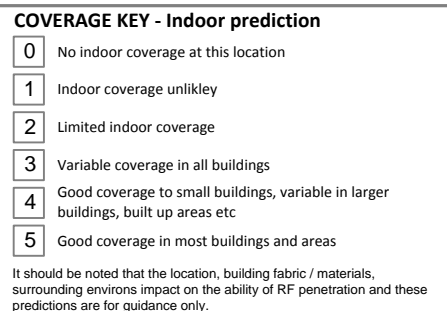 COVERAGE KEY - Indoor prediction
0 No indoor coverage at this location
1 Indoor coverage unlikley
2 Limited indoor coverage
3 Variable coverage in all buildings
4 Good coverage to small buildings, variable in larger
buildings, built up areas etc
5 Good coverage in most buildings and areas
It should be noted that the location, building fabric / materials,
surrounding environs impact on the ability of RF penetration and these
predictions are for guidance only.